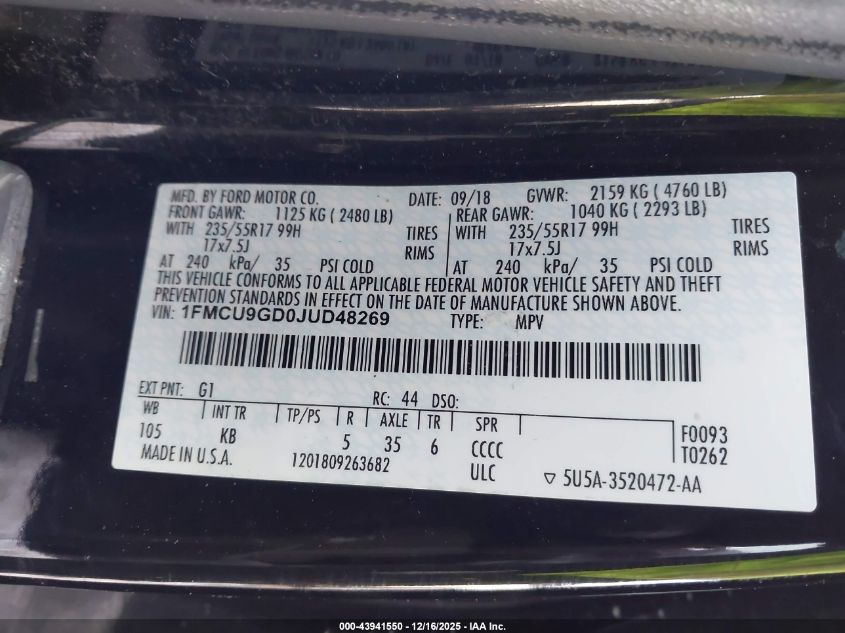 MFD. BY FORD MOTOR CO. DATE: 09/18 GVWR: 2159 KG ( 4760 LB)
FRONT GAWR: 1125 KG ( 2480 LB) REAR GAWR: 1040 KG ( 2293 LB)
WITH 235/55R17 99H TIRES WITH 235/55R17 99H TIRES
17x7.5J RIMS 17x7.5J RIMS
AT 240 kPa/ 35 PSI COLD AT 240 kPa/ 35 PSI COLD
THIS VEHICLE CONFORMS TO ALL APPLICABLE FEDERAL MOTOR VEHICLE SAFETY AND THEFT
PREVENTION STANDARDS IN EFFECT ON THE DATE OF MANUFACTURE SHOWN ABOVE.
VIN: 1FMCU9GD0JUD48269 TYPE: MPV
EXT PNT: G1 RC: 44 DSO:
WB INT TR TP/PS R AXLE TR SPR
105 KB 5 35 6 CCCC F0093
MADE IN U.S.A. 1201809263682 ULC T0262
▽ 5U5A-3520472-AA
000-43941550 - 12/16/2025 - IAA Inc.